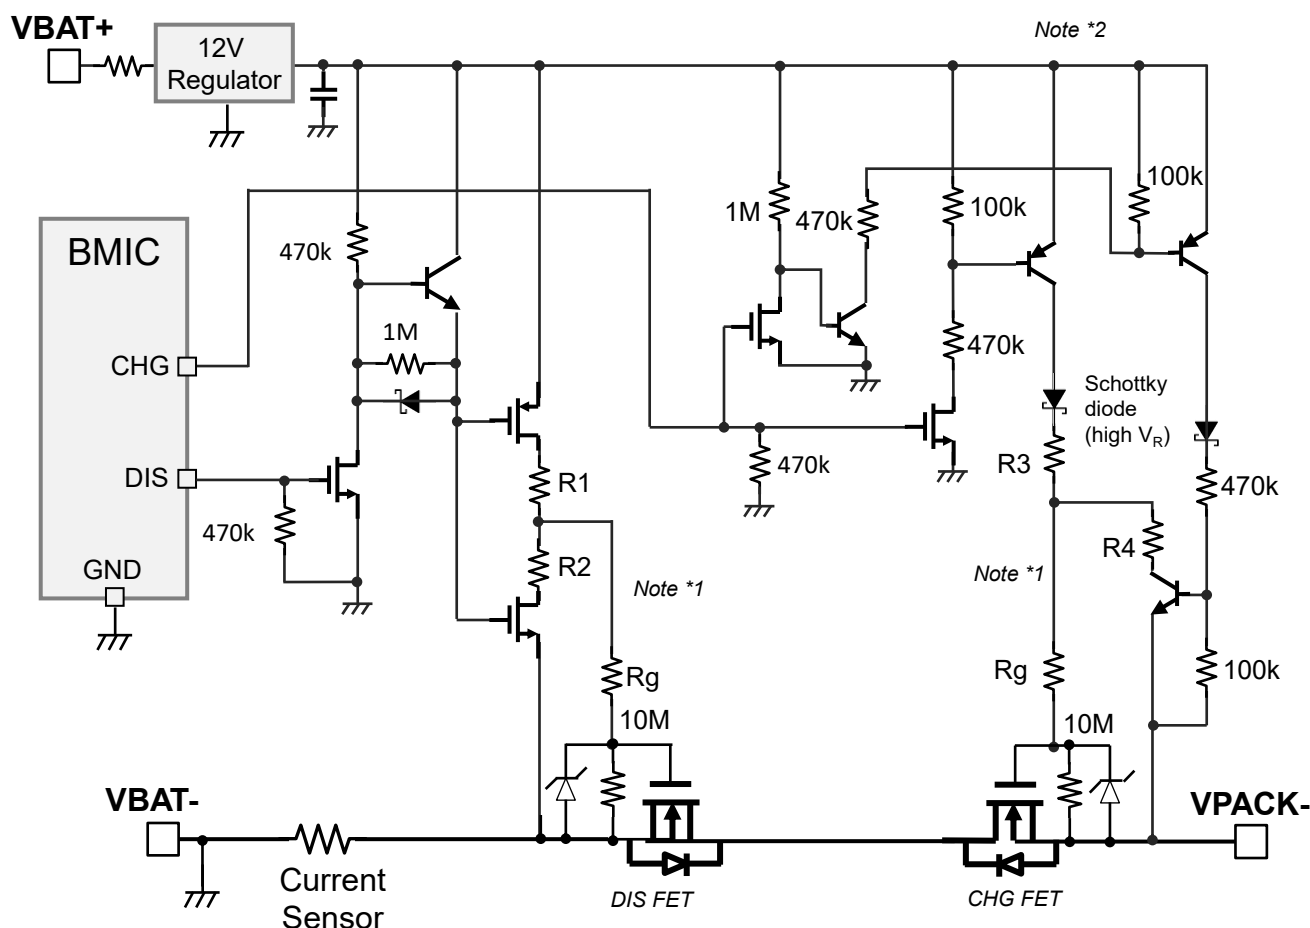 VBAT+
12V
Regulator
Note *2
BMIC
CHG
DIS
GND
470k
1M
470k
R1
R2
Note *1
Rg
10M
1M
470k
100k
100k
470k
470k
Schottky
diode
(high VR)
R3
470k
R4
Note *1
Rg
100k
10M
VBAT-
Current
Sensor
DIS FET
CHG FET
VPACK-